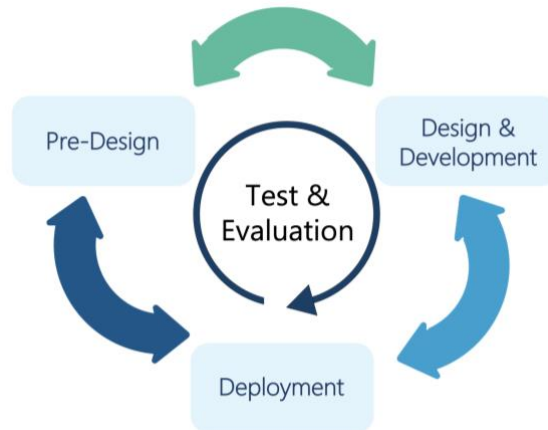 Pre-Design
Design &
Development
Test &
Evaluation
Deployment